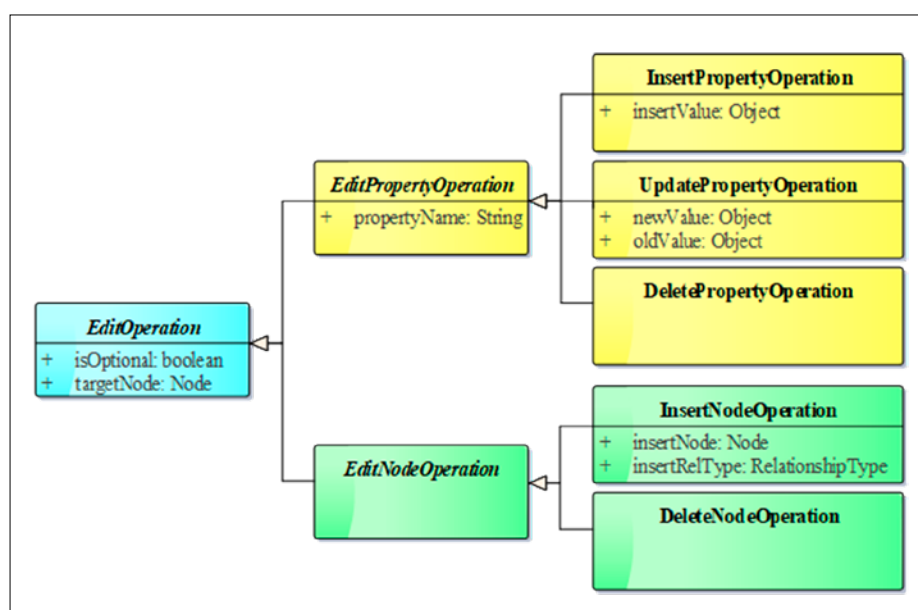 InsertPropertyOperation
+ insertValue: Object
EditPropertyOperation
+ propertyName: String
UpdatePropertyOperation
+ newValue: Object
+ oldValue: Object
DeletePropertyOperation
EditOperation
+ isOptional: boolean
+ targetNode: Node
InsertNodeOperation
+ insertNode: Node
+ insertRelType: RelationshipType
EditNodeOperation
DeleteNodeOperation